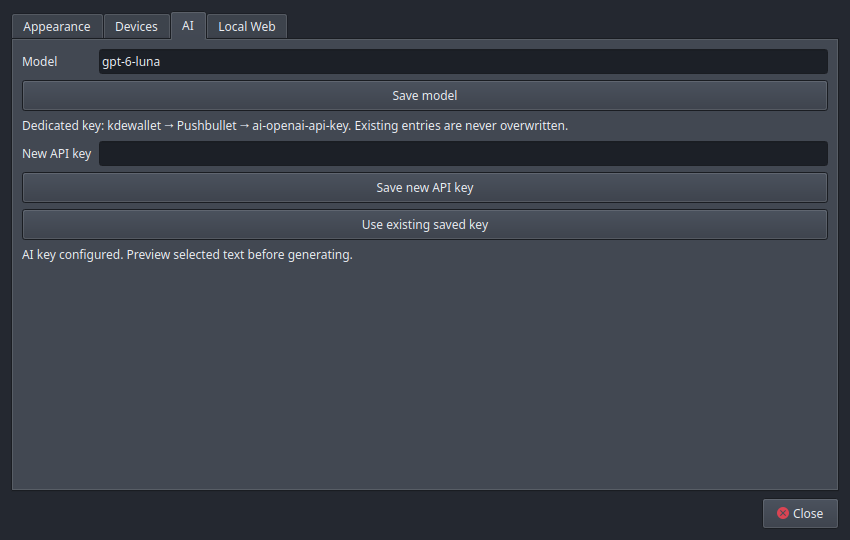 Appearance Devices AI Local Web
Model gpt-6-luna
Save model
Dedicated key: kdewallet → Pushbullet → ai-openai-api-key. Existing entries are never overwritten.
New API key
Save new API key
Use existing saved key
AI key configured. Preview selected text before generating.
Close